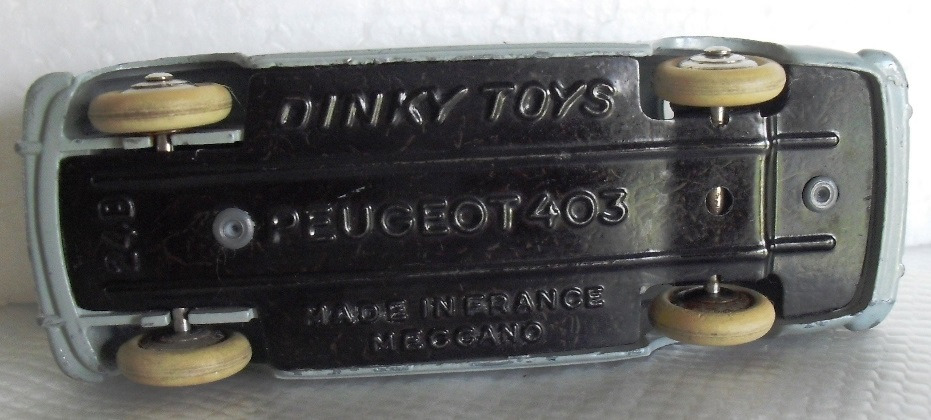 DINKY TOYS
24B
PEUGEOT 403
MADE IN FRANCE
MECCANO